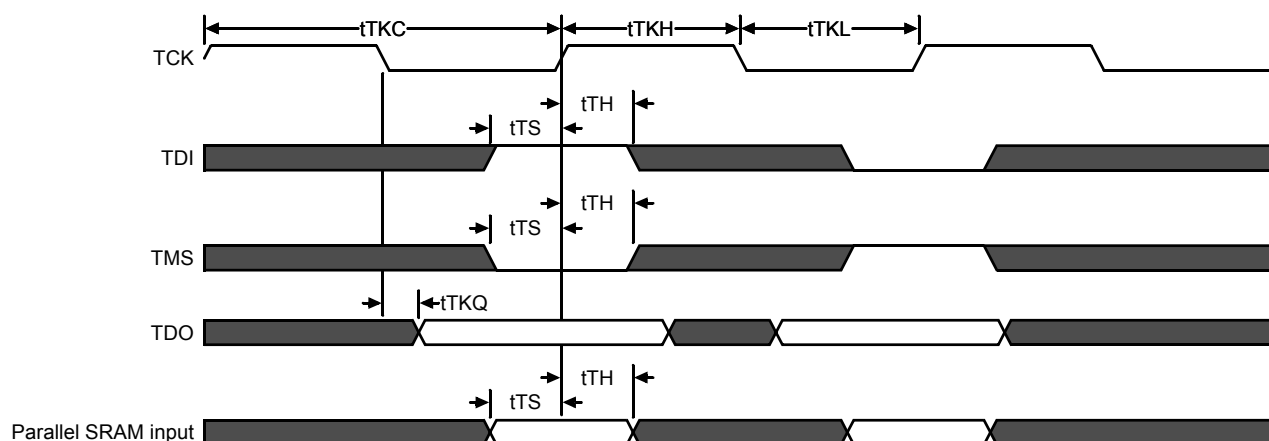 tTKC
tTKH
tTKL
TCK
tTH
tTS
TDI
tTH
tTS
TMS
tTKQ
TDO
tTH
tTS
Parallel SRAM input